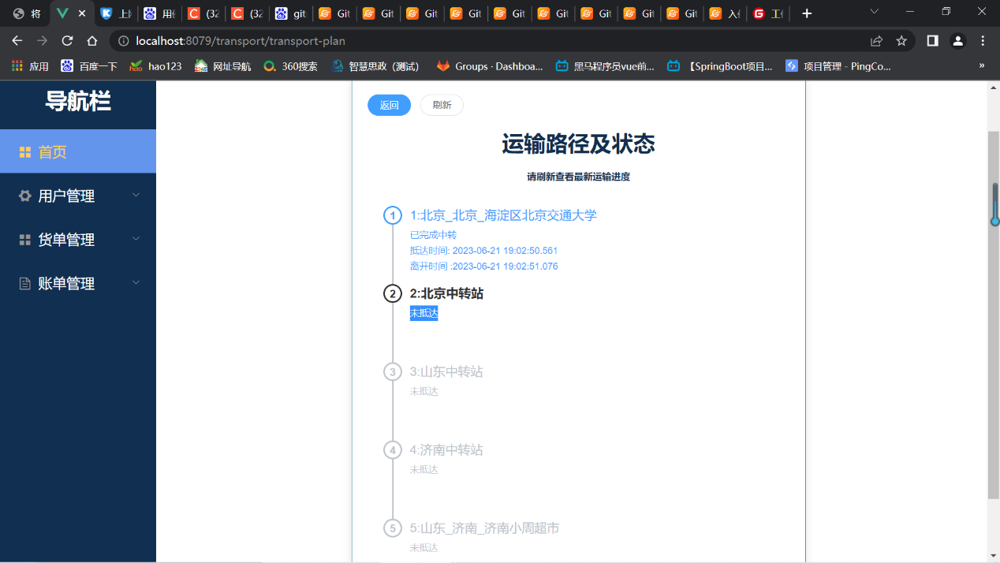 将
上
用
(32
(32
git
Git
Git
Git
Git
Git
Git
Git
Git
Git
入
工
localhost:8079/transport/transport-plan
应用
百度一下
hao123
网址导航
360搜索
智慧思政（测试）
Groups · Dashboa...
黑马程序员vue前...
【SpringBoot项目...
项目管理 - PingCo...
»
导航栏
首页
用户管理
货单管理
账单管理
返回
刷新
运输路径及状态
请刷新查看最新运输进度
1
1:北京_北京_海淀区北京交通大学
已完成中转
抵达时间: 2023-06-21 19:02:50.561
离开时间 :2023-06-21 19:02:51.076
2
2:北京中转站
未抵达
3
3:山东中转站
未抵达
4
4:济南中转站
未抵达
5
5:山东_济南_济南小周超市
未抵达